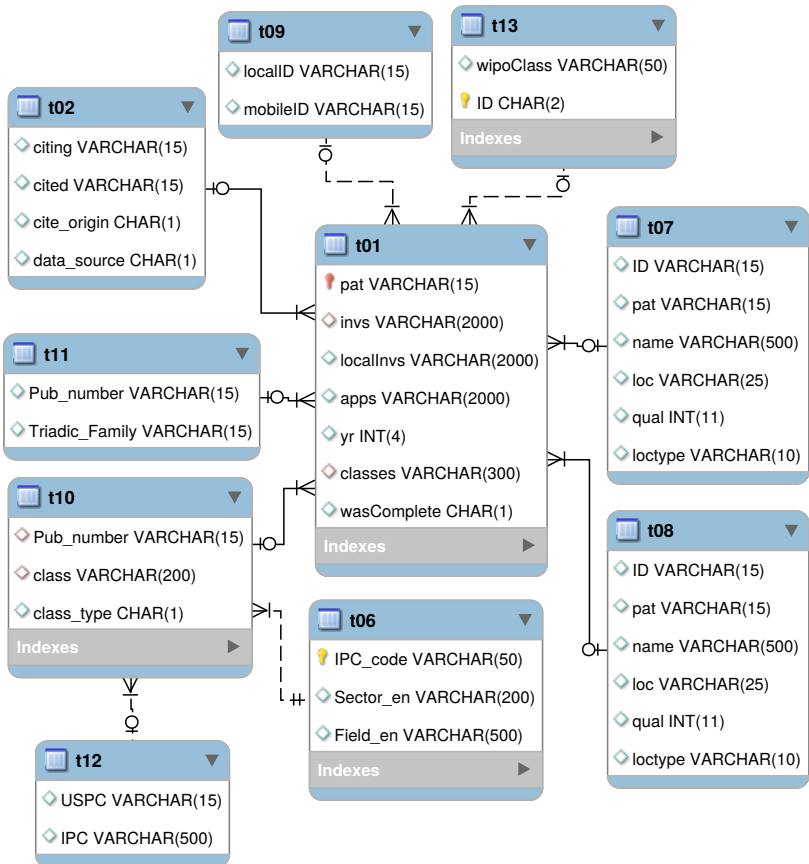 t09
localID VARCHAR(15)
mobileID VARCHAR(15)
t13
wipoClass VARCHAR(50)
ID CHAR(2)
Indexes
t02
citing VARCHAR(15)
cited VARCHAR(15)
cite_origin CHAR(1)
data_source CHAR(1)
t01
pat VARCHAR(15)
invs VARCHAR(2000)
localInvs VARCHAR(2000)
apps VARCHAR(2000)
yr INT(4)
classes VARCHAR(300)
wasComplete CHAR(1)
Indexes
t07
ID VARCHAR(15)
pat VARCHAR(15)
name VARCHAR(500)
loc VARCHAR(25)
qual INT(11)
loctype VARCHAR(10)
t11
Pub_number VARCHAR(15)
Triadic_Family VARCHAR(15)
t10
Pub_number VARCHAR(15)
class VARCHAR(200)
class_type CHAR(1)
Indexes
t06
IPC_code VARCHAR(50)
Sector_en VARCHAR(200)
Field_en VARCHAR(500)
Indexes
t08
ID VARCHAR(15)
pat VARCHAR(15)
name VARCHAR(500)
loc VARCHAR(25)
qual INT(11)
loctype VARCHAR(10)
t12
USPC VARCHAR(15)
IPC VARCHAR(500)